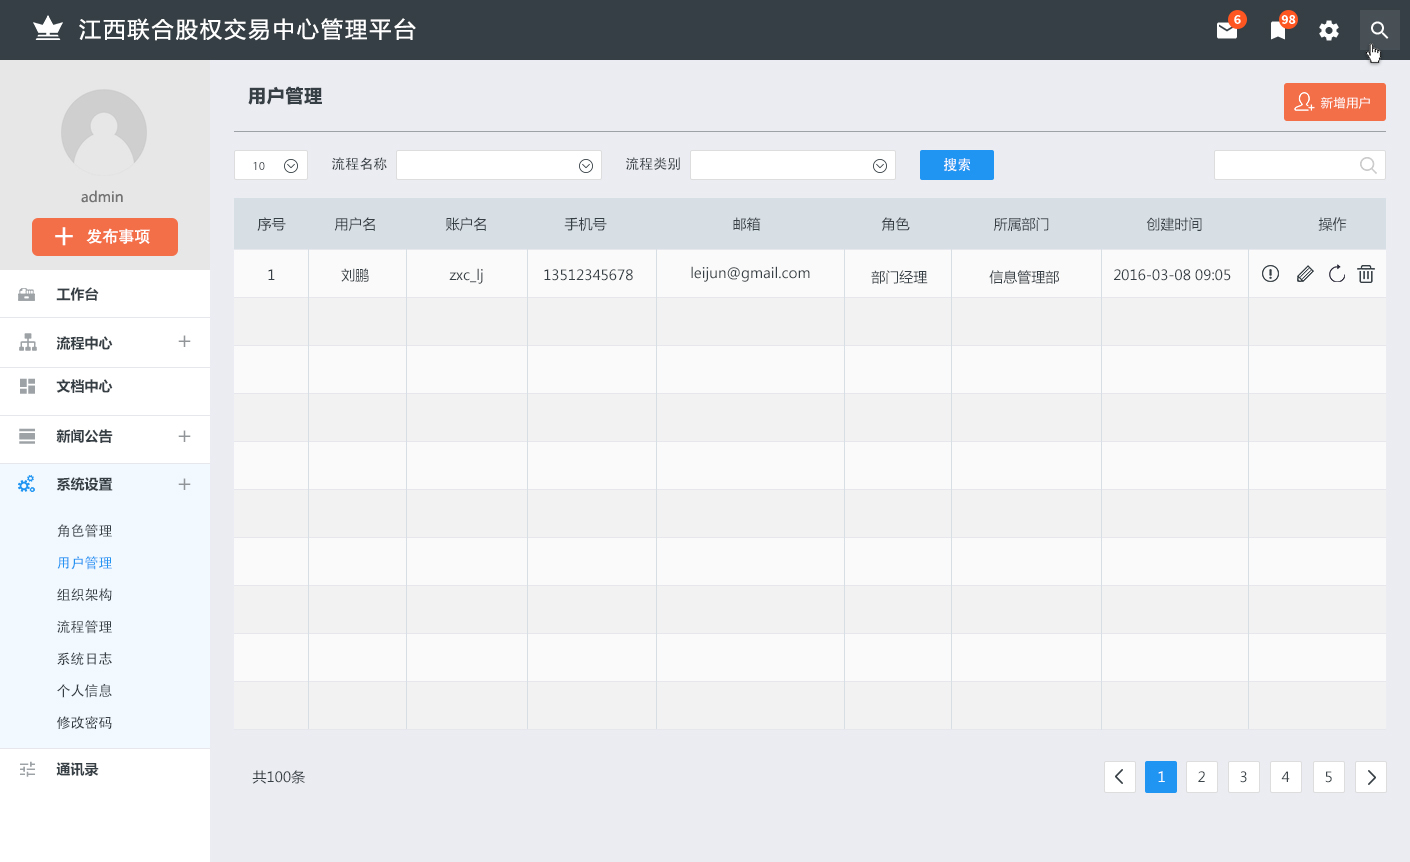 江西联合股权交易中心管理平台
6
98
admin
发布事项
工作台
流程中心
文档中心
新闻公告
系统设置
角色管理
用户管理
组织架构
流程管理
系统日志
个人信息
修改密码
通讯录
用户管理
新增用户
10 流程名称 流程类别 搜索
序号 用户名 账户名 手机号 邮箱 角色 所属部门 创建时间 操作
1 刘鹏 zxc_lj 13512345678 leijun@gmail.com 部门经理 信息管理部 2016-03-08 09:05
共100条
1 2 3 4 5